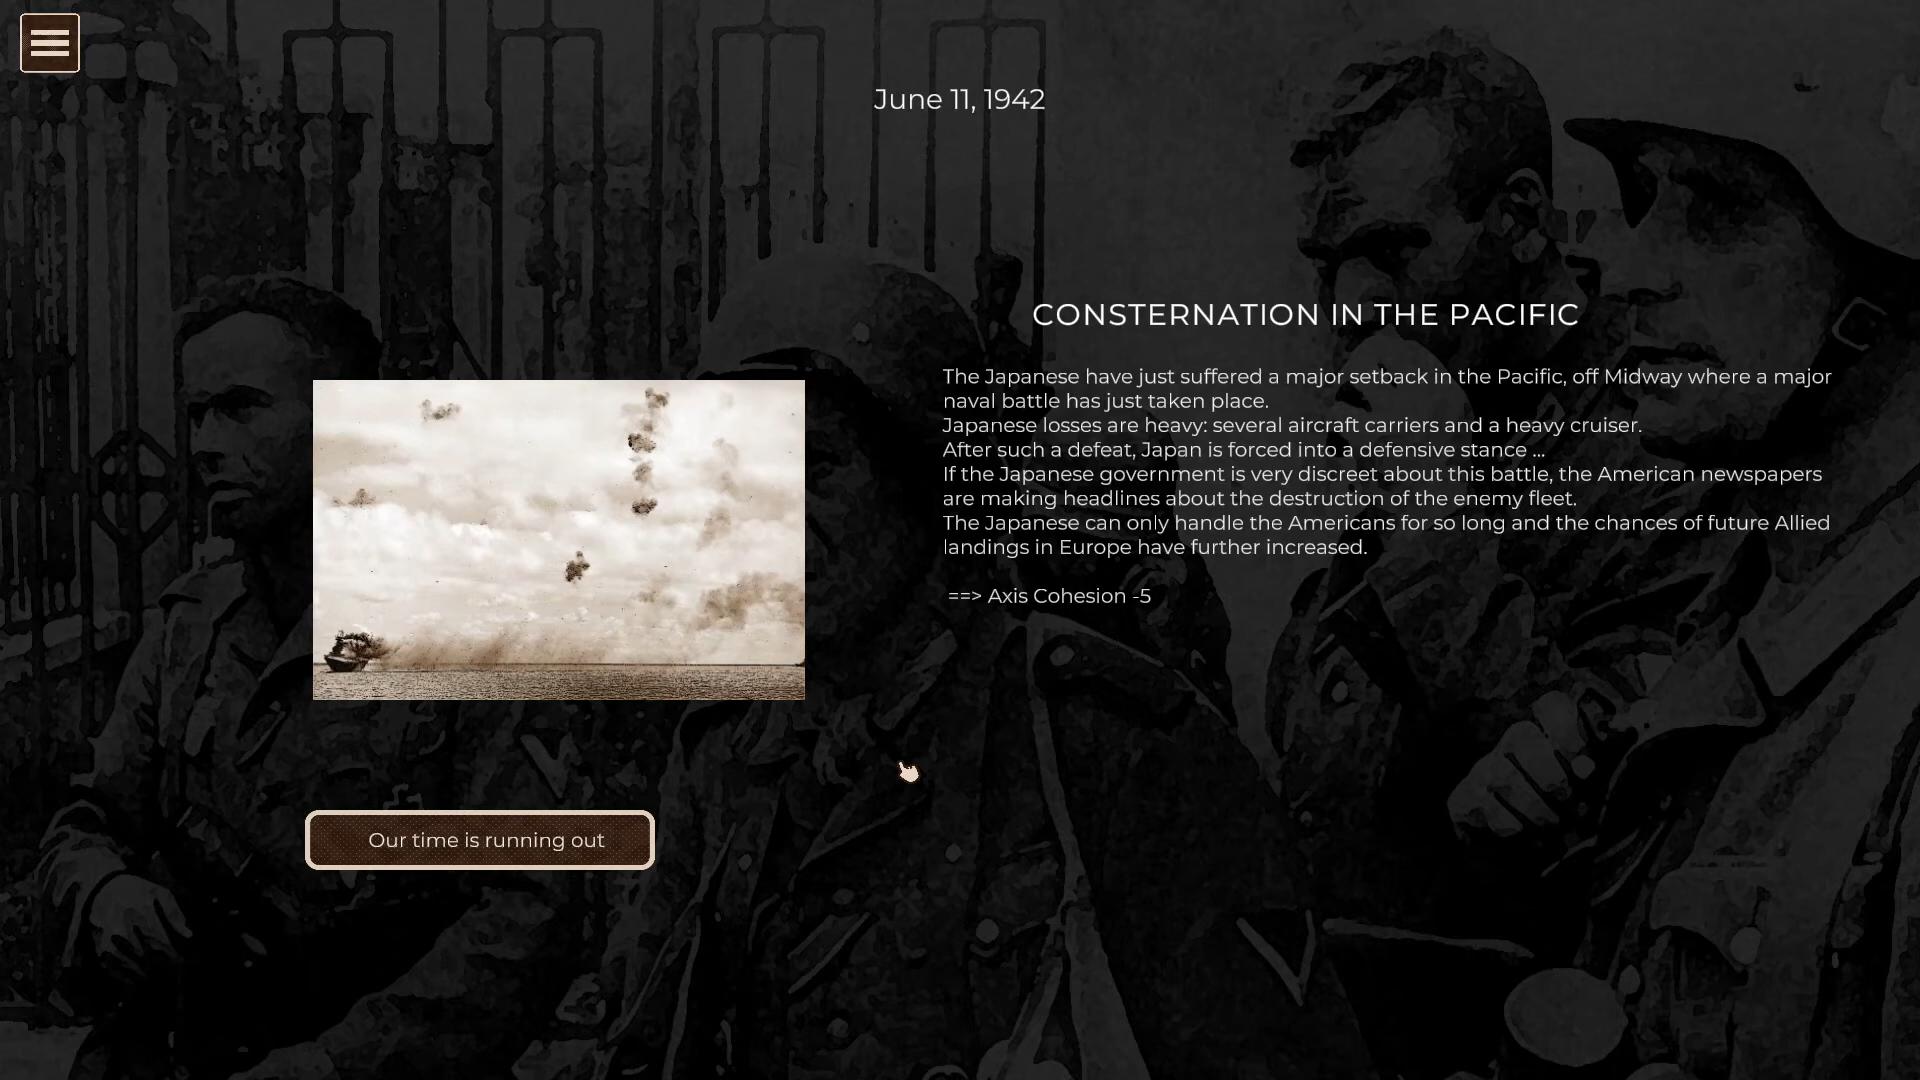 June 11, 1942
CONSTERNATION IN THE PACIFIC
The Japanese have just suffered a major setback in the Pacific, off Midway where a major
naval battle has just taken place.
Japanese losses are heavy: several aircraft carriers and a heavy cruiser.
After such a defeat, Japan is forced into a defensive stance ...
If the Japanese government is very discreet about this battle, the American newspapers
are making headlines about the destruction of the enemy fleet.
The Japanese can only handle the Americans for so long and the chances of future Allied
landings in Europe have further increased.
==> Axis Cohesion -5
Our time is running out